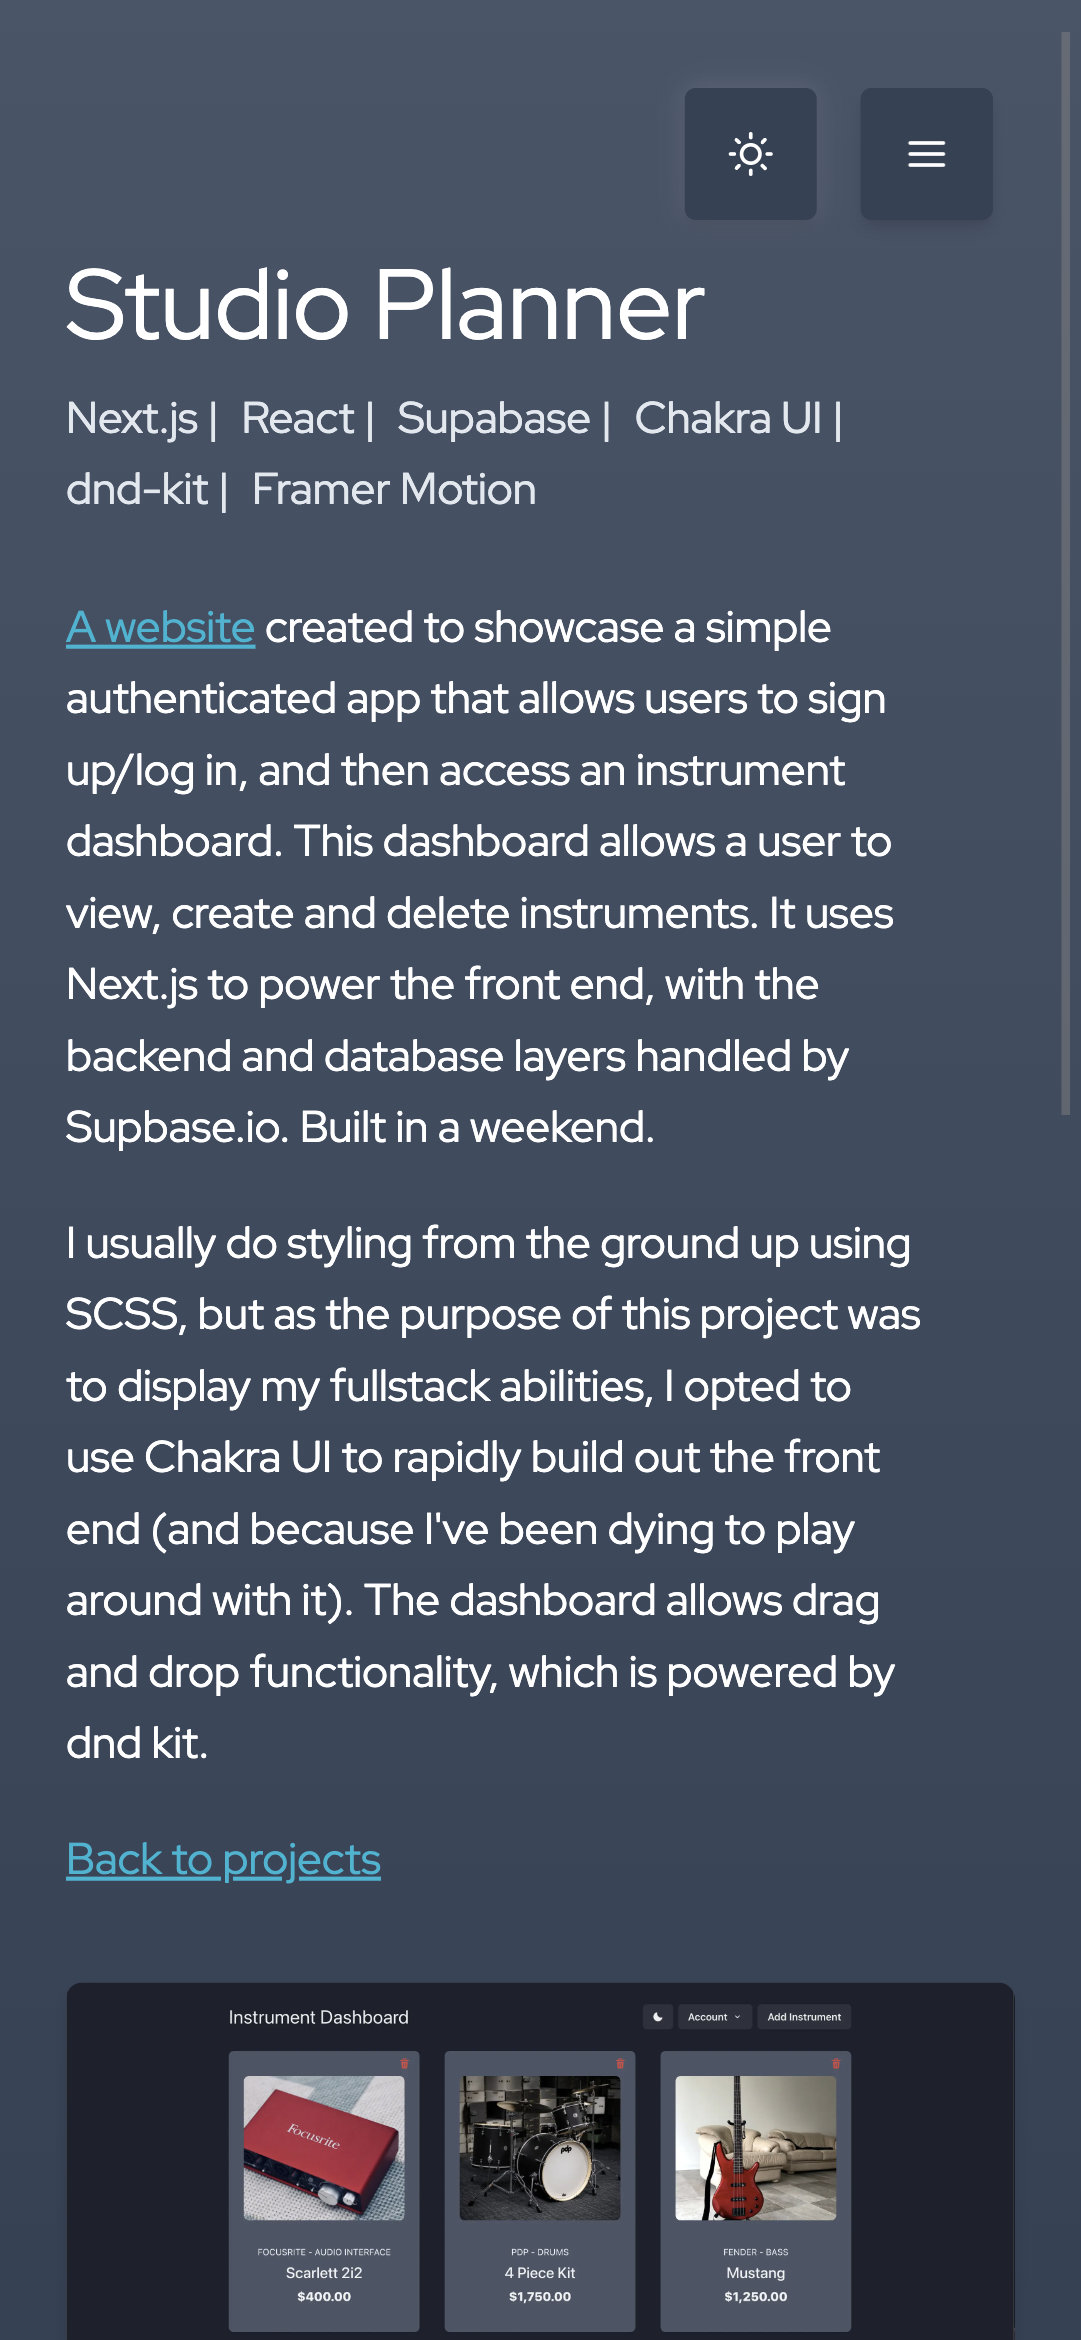 Studio Planner
Next.js | React | Supabase | Chakra UI |
dnd-kit | Framer Motion
A website created to showcase a simple
authenticated app that allows users to sign
up/log in, and then access an instrument
dashboard. This dashboard allows a user to
view, create and delete instruments. It uses
Next.js to power the front end, with the
backend and database layers handled by
Supbase.io. Built in a weekend.
I usually do styling from the ground up using
SCSS, but as the purpose of this project was
to display my fullstack abilities, I opted to
use Chakra UI to rapidly build out the front
end (and because I've been dying to play
around with it). The dashboard allows drag
and drop functionality, which is powered by
dnd kit.
Back to projects
Instrument Dashboard Account Add Instrument
Focusrite
pdp
FOCUSRITE - AUDIO INTERFACE PDP - DRUMS FENDER - BASS
Scarlett 2i2 4 Piece Kit Mustang
$400.00 $1,750.00 $1,250.00